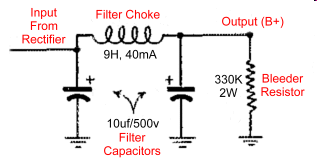 Input
From
Rectifier
Filter Choke
Output (B+)
9H, 40mA
+
+
330K
2W
Bleeder
Resistor
10uf/500v
Filter
Capacitors